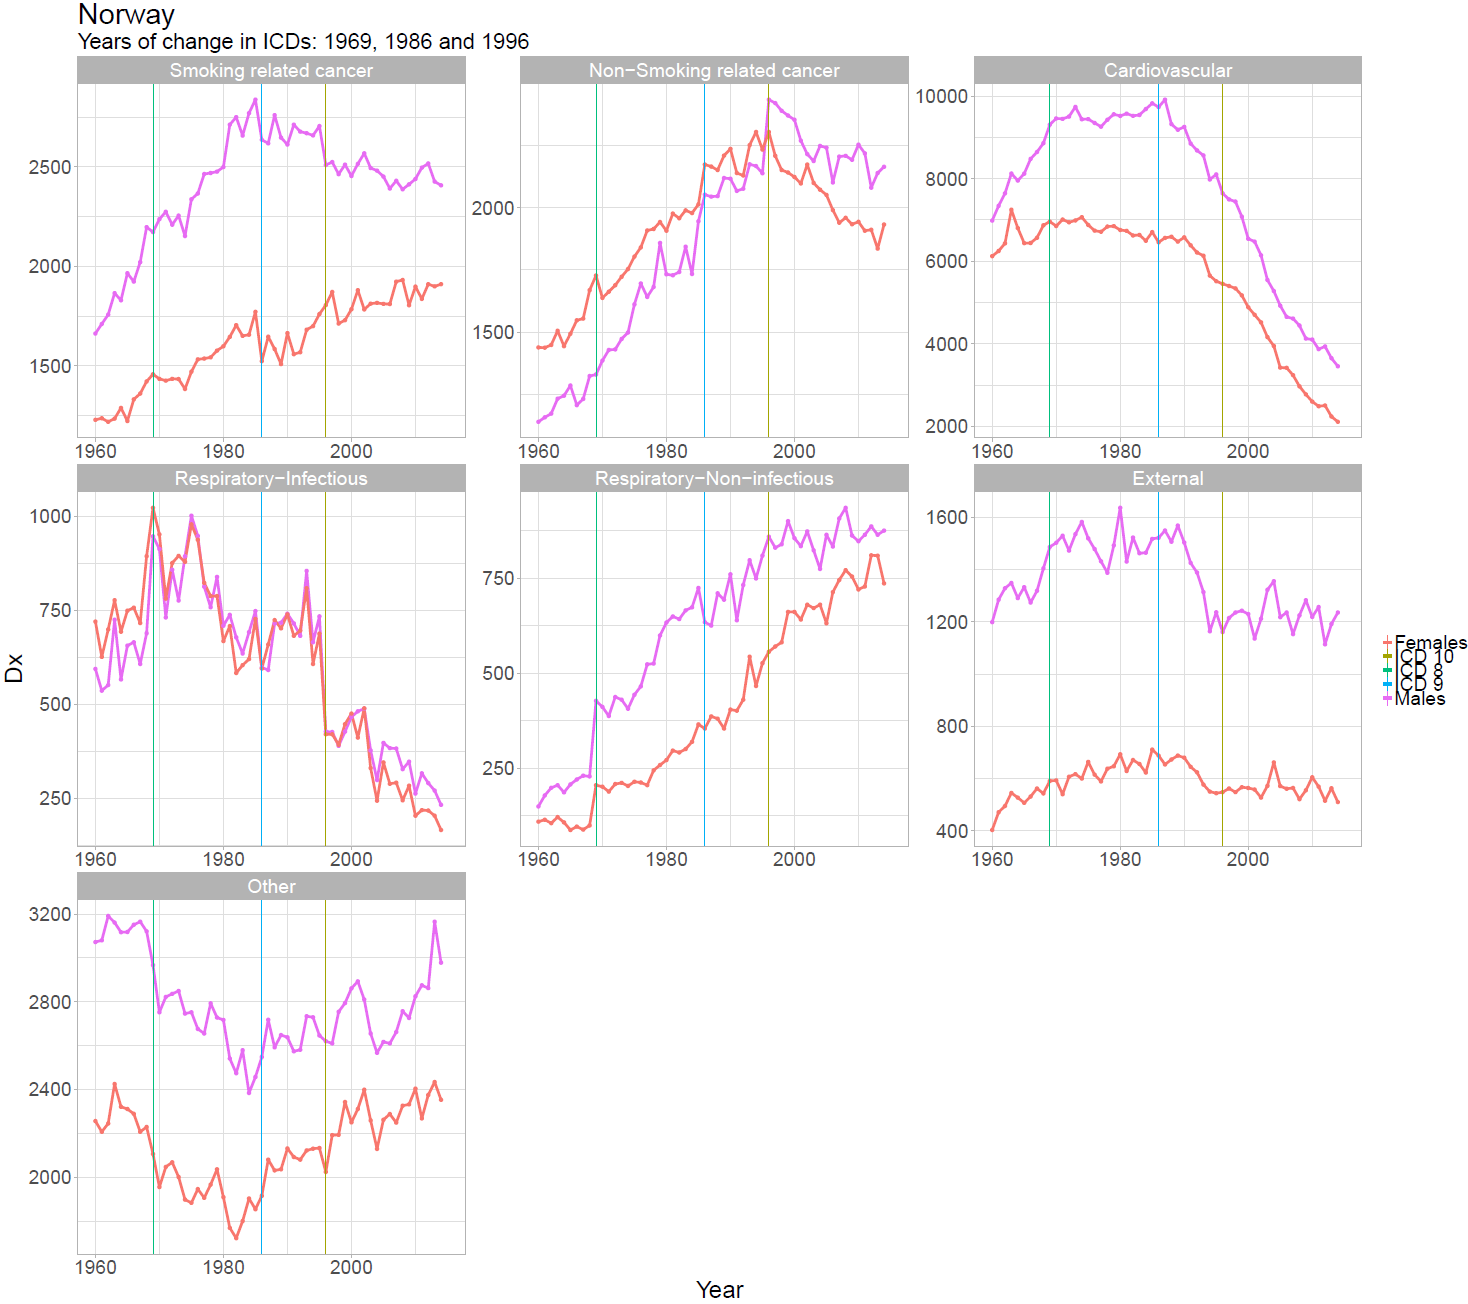 Norway
Years of change in ICDs: 1969, 1986 and 1996
Smoking related cancer
Non−Smoking related cancer
Cardiovascular
2500
2000
1500
2000
1500
10000
8000
6000
4000
2000
1960 1980 2000
1960 1980 2000
1960 1980 2000
Respiratory−Infectious
Respiratory−Non−infectious
External
1000
750
500
250
750
500
250
1600
1200
800
400
1960 1980 2000
1960 1980 2000
1960 1980 2000
Other
3200
2800
2400
2000
1960 1980 2000
Dx
Year
Females
ICD 10
ICD 8
ICD 9
Males